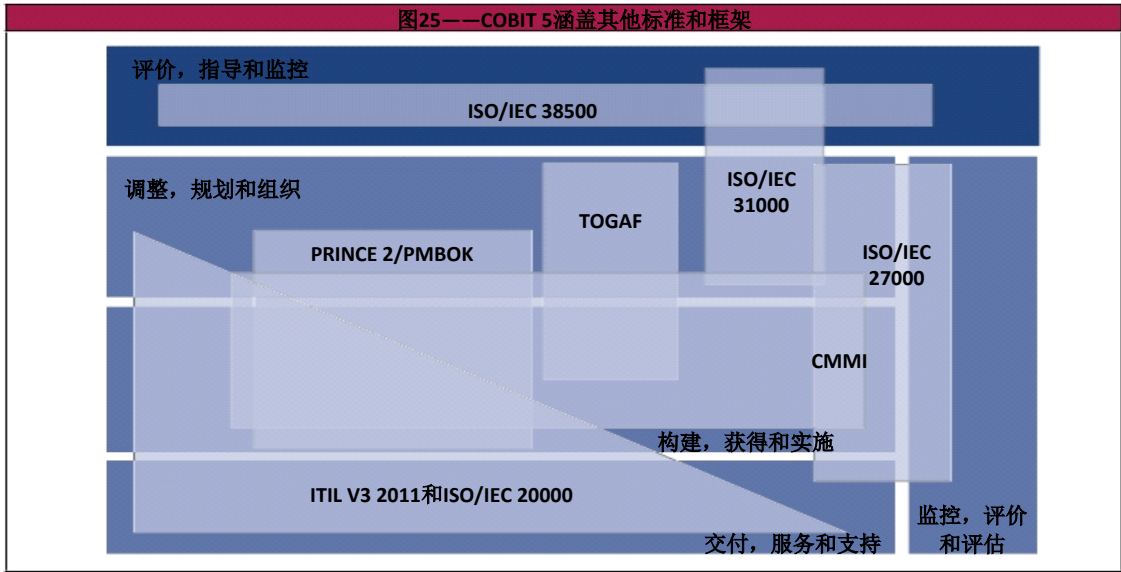 图25——COBIT 5涵盖其他标准和框架
评价，指导和监控
ISO/IEC 38500
调整，规划和组织
ISO/IEC
31000
TOGAF
PRINCE 2/PMBOK
ISO/IEC
27000
CMMI
构建，获得和实施
ITIL V3 2011和ISO/IEC 20000
交付，服务和支持
监控，评价
和评估